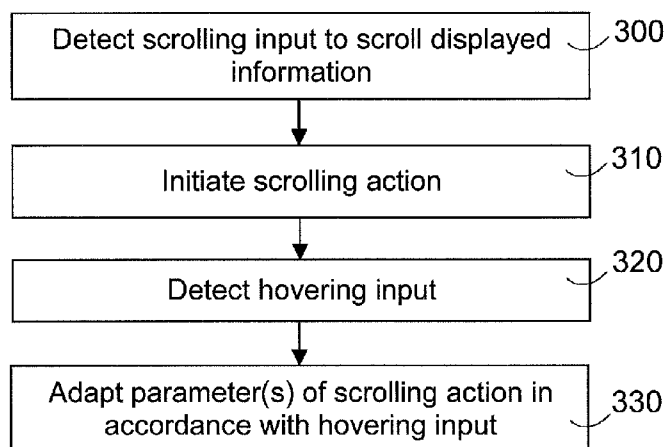 Detect scrolling input to scroll displayed
information
300
Initiate scrolling action
310
Detect hovering input
320
Adapt parameter(s) of scrolling action in
accordance with hovering input
330